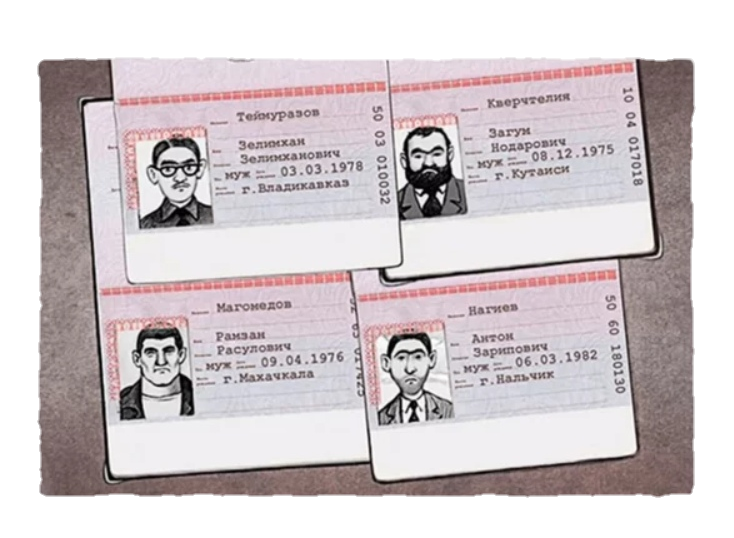 Теймуразов
Зелимхан
Зелимханович
муж 03.03.1978
г.Владикавказ
50 03 010032
Кверчтелия
Загум
Нодарович
муж 08.12.1975
г.Кутаиси
10 04 017018
Магомедов
Рамзан
Расулович
муж 09.04.1976
г.Махачкала
Нагиев
Антон
Зарипович
муж 06.03.1982
г.Нальчик
50 60 180130